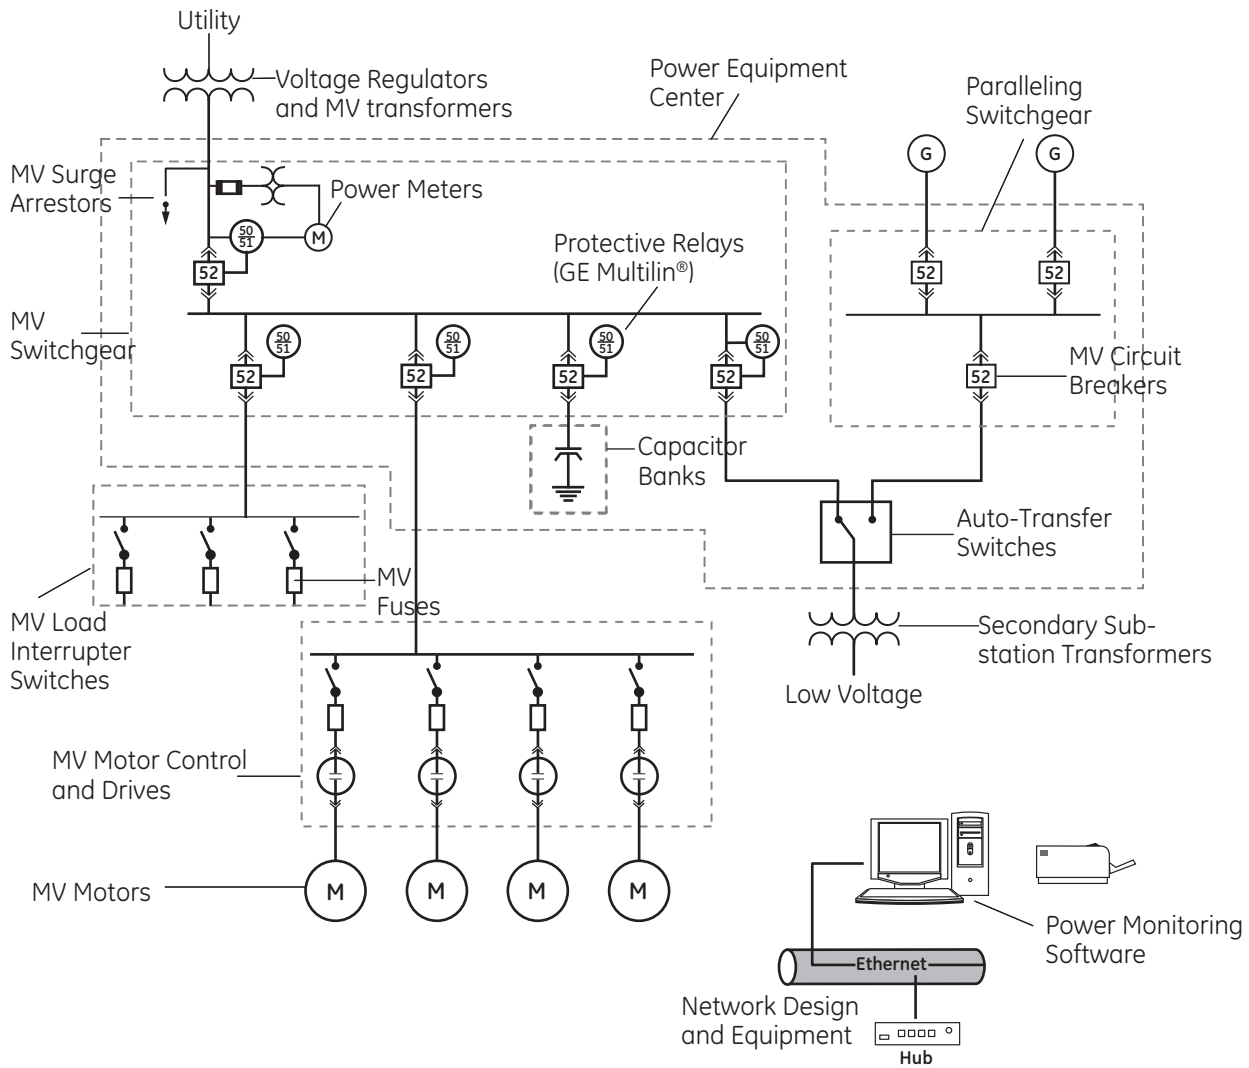 Utility
Voltage Regulators
and MV transformers
Power Equipment
Center
Paralleling
Switchgear
G
G
MV Surge
Arrestors
Power Meters
50
51
M
52
Protective Relays
(GE Multilin®)
52
52
MV
Switchgear
50
51
50
51
50
51
50
51
52
52
52
52
52
MV Circuit
Breakers
Capacitor
Banks
Auto-Transfer
Switches
MV
Fuses
MV Load
Interrupter
Switches
Secondary Sub-
station Transformers
Low Voltage
MV Motor Control
and Drives
MV Motors
M
M
M
M
Power Monitoring
Software
Ethernet
Network Design
and Equipment
Hub